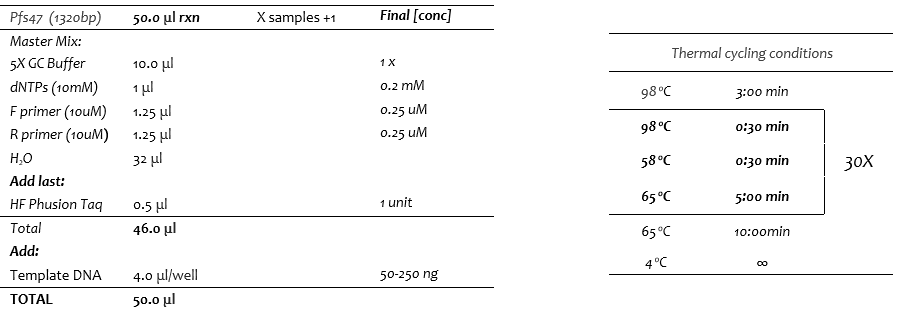 Pfs47 (1320bp) 50.0 µl rxn X samples +1 Final [conc]
Master Mix:
5X GC Buffer 10.0 µl 1 x
dNTPs (10mM) 1 µl 0.2 mM
F primer (10uM) 1.25 µl 0.25 uM
R primer (10uM) 1.25 µl 0.25 uM
H2O 32 µl
Add last:
HF Phusion Taq 0.5 µl 1 unit
Total 46.0 µl
Add:
Template DNA 4.0 µl/well 50-250 ng
TOTAL 50.0 µl
Thermal cycling conditions
98 °C 3:00 min
98 °C 0:30 min
58 °C 0:30 min
30X
65 °C 5:00 min
65 °C 10:00min
4 °C ∞